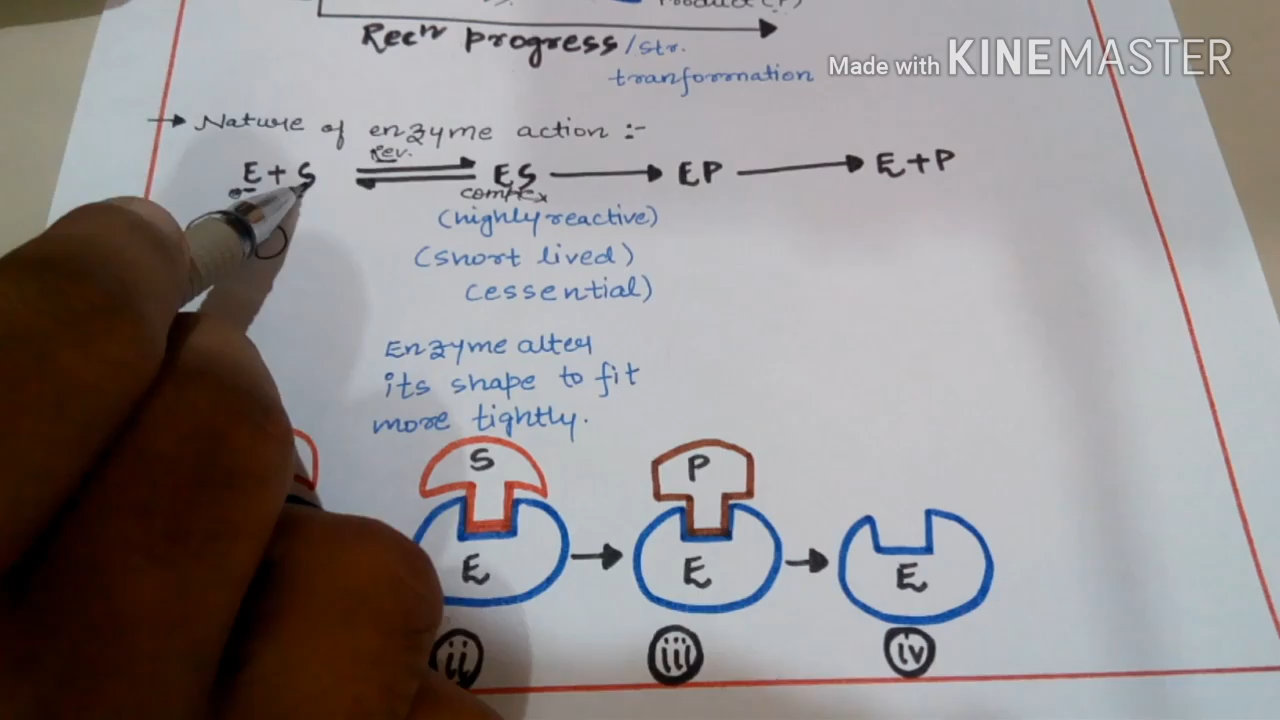 Product (P)
Recⁿ progress/str.
tranformation
Made with KINEMASTER
→ Nature of enzyme action :-
Rev.
E + S ⇌ ES → EP → E+P
complex
(highly reactive)
(short lived)
(essential)
Enzyme alter
its shape to fit
more tightly.
S P
E → E → E
ii iii iv